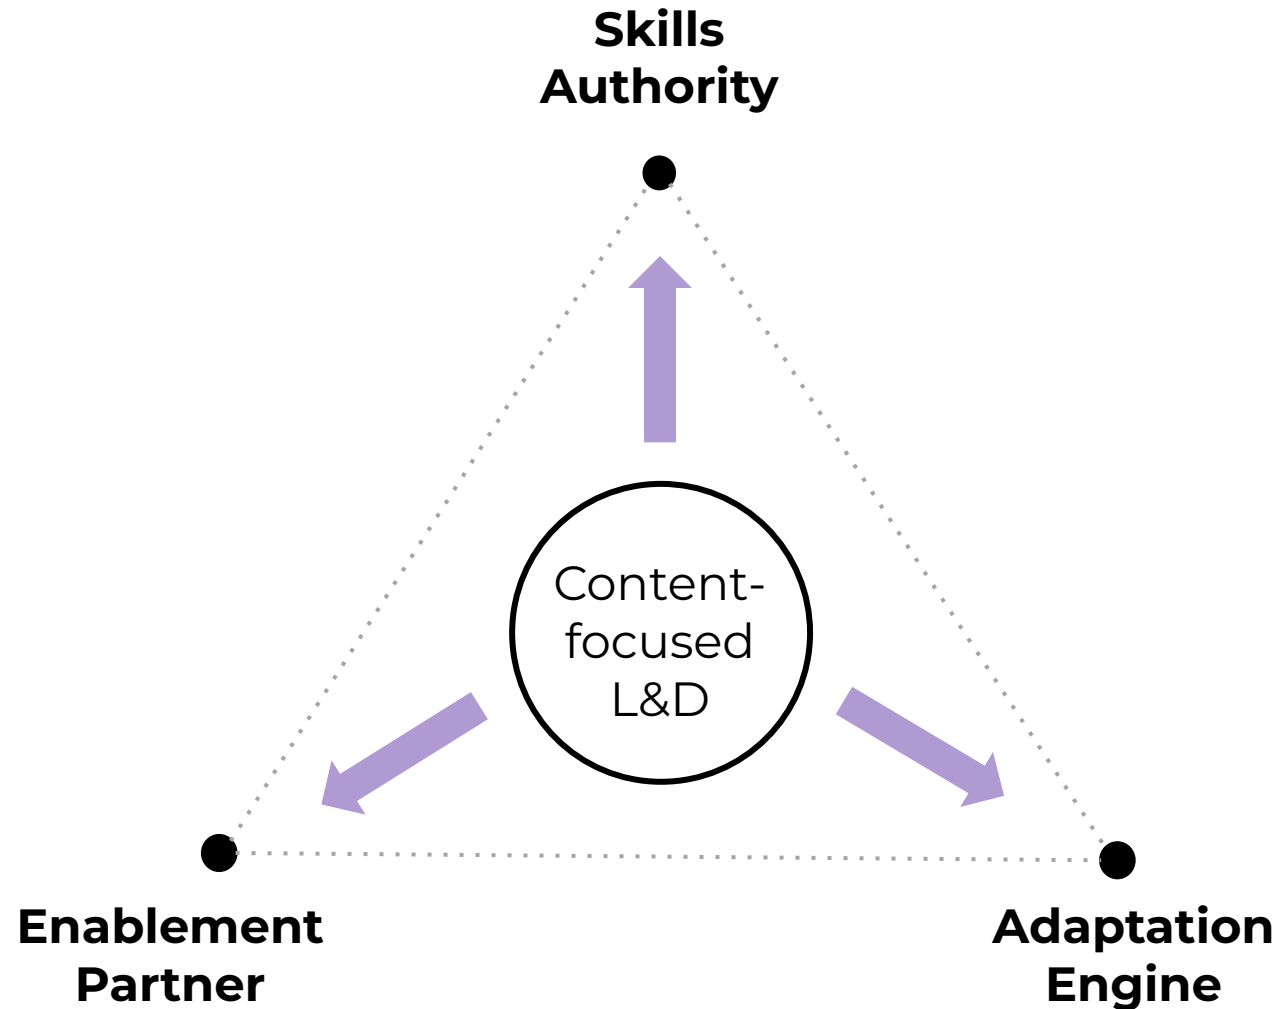 Skills
Authority
Content-
focused
L&D
Enablement
Partner
Adaptation
Engine